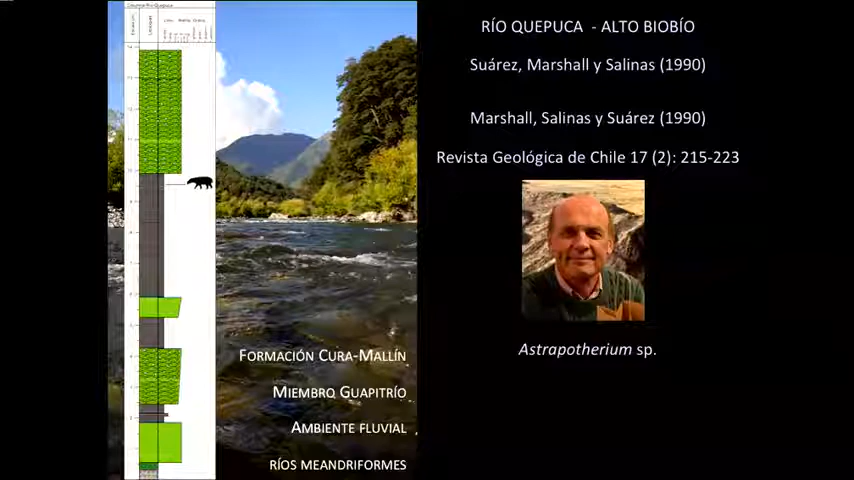 RÍO QUEPUCA - ALTO BIOBÍO
Suárez, Marshall y Salinas (1990)
Marshall, Salinas y Suárez (1990)
Revista Geológica de Chile 17 (2): 215-223
Astrapotherium sp.
FORMACIÓN CURA-MALLÍN
MIEMBRO GUAPITRÍO
AMBIENTE FLUVIAL
RÍOS MEANDRIFORMES